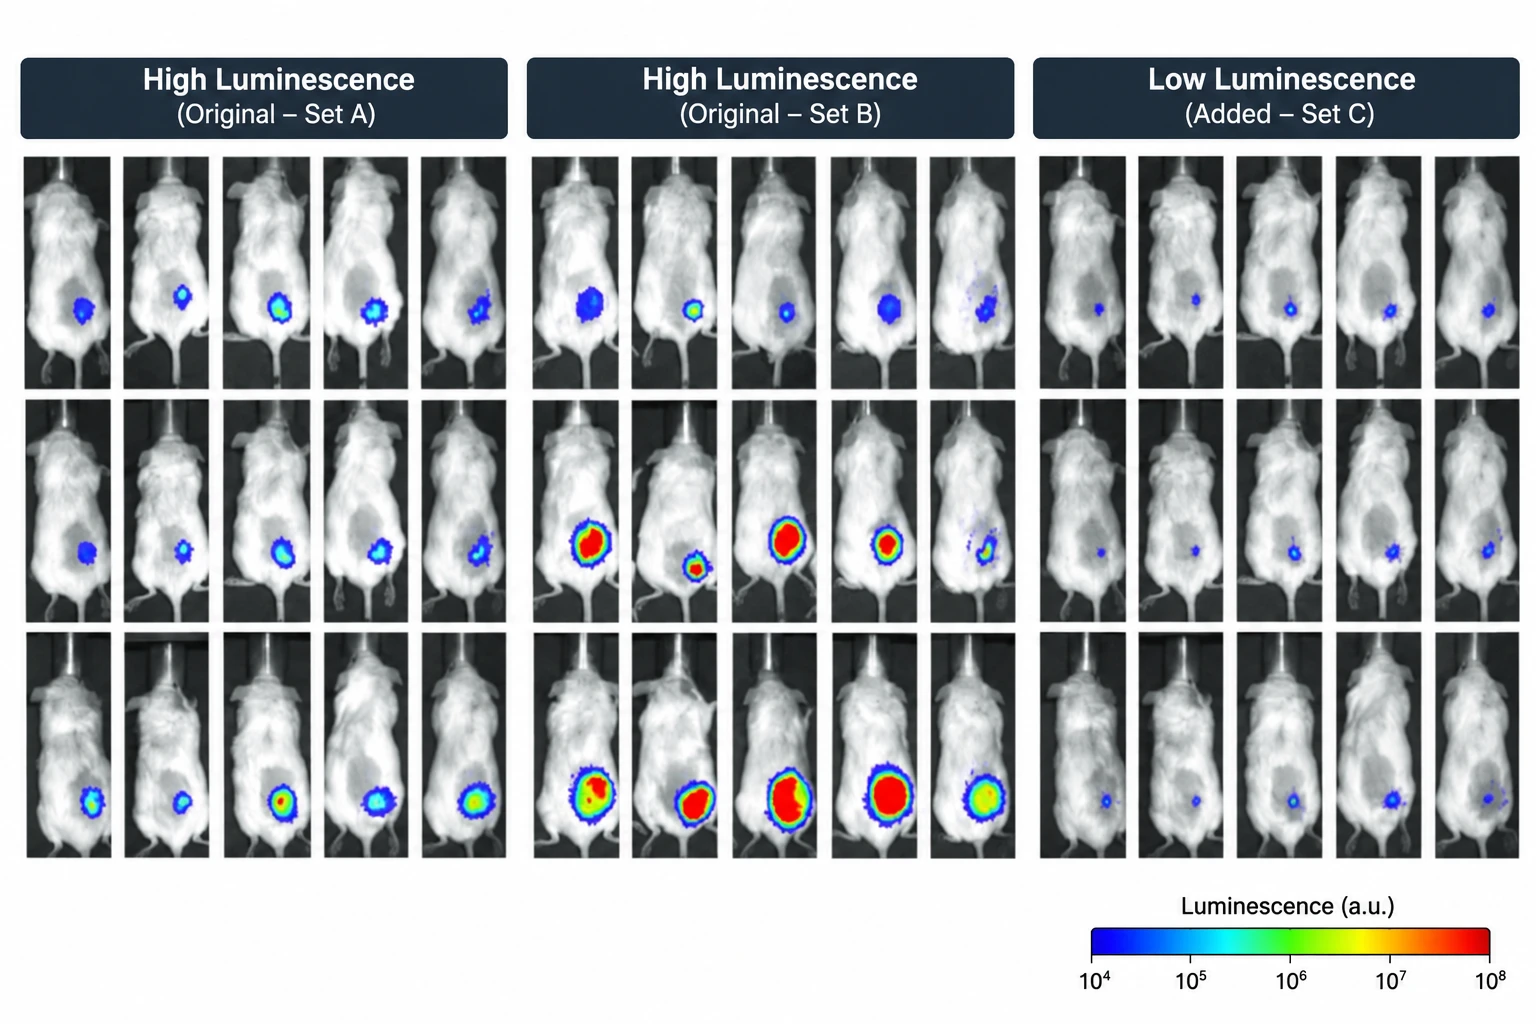 High Luminescence
(Original – Set A)
High Luminescence
(Original – Set B)
Low Luminescence
(Added – Set C)
Luminescence (a.u.)
10⁴ 10⁵ 10⁶ 10⁷ 10⁸